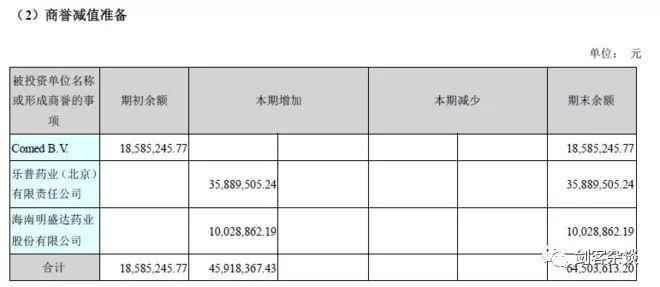 （2）商誉减值准备
单位： 元
被投资单位名称
或形成商誉的事
项
期初余额
本期增加
本期减少
期末余额
Comed B.V.
18,585,245.77
18,585,245.77
乐普药业（北京）
有限责任公司
35,889,505.24
35,889,505.24
海南明盛达药业
股份有限公司
10,028,862.19
10,028,862.19
合计
18,585,245.77
45,918,367.43
64,503,613.20
剑客杂谈